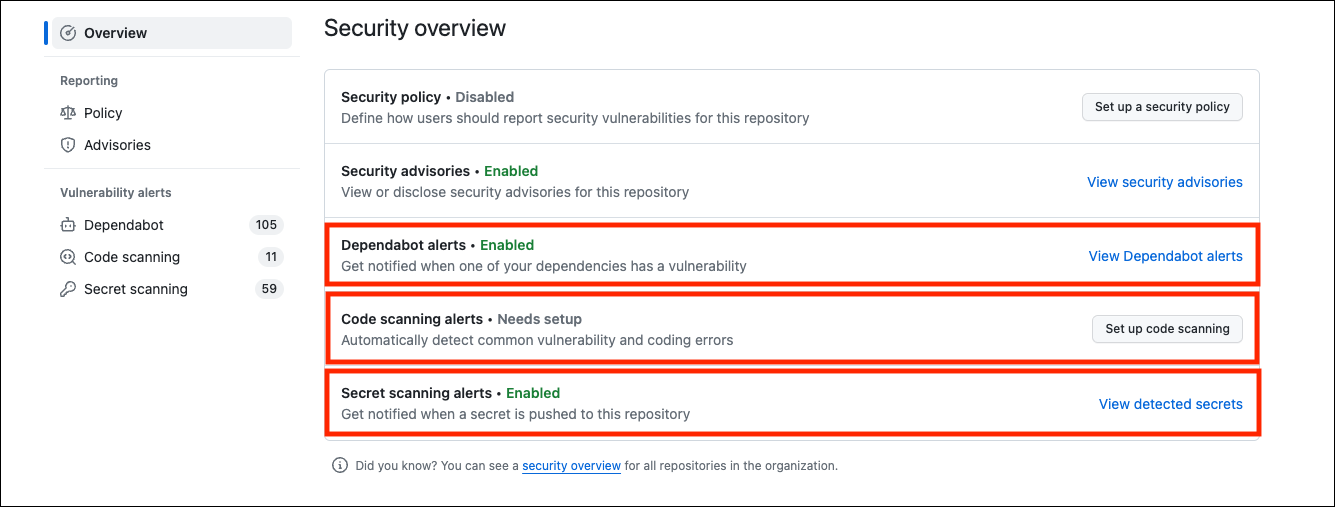 Overview
Reporting
Policy
Advisories
Vulnerability alerts
Dependabot 105
Code scanning 11
Secret scanning 59
Security overview
Security policy • Disabled
Define how users should report security vulnerabilities for this repository
Set up a security policy
Security advisories • Enabled
View or disclose security advisories for this repository
View security advisories
Dependabot alerts • Enabled
Get notified when one of your dependencies has a vulnerability
View Dependabot alerts
Code scanning alerts • Needs setup
Automatically detect common vulnerability and coding errors
Set up code scanning
Secret scanning alerts • Enabled
Get notified when a secret is pushed to this repository
View detected secrets
Did you know? You can see a security overview for all repositories in the organization.